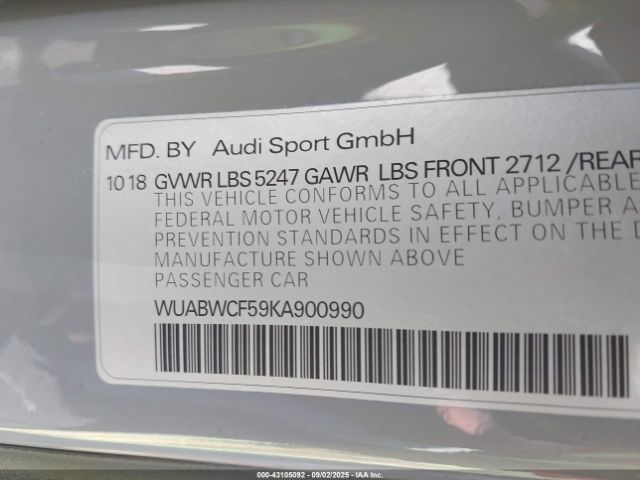 MFD. BY Audi Sport GmbH
10 18 GVWR LBS 5247 GAWR LBS FRONT 2712 /REAR
THIS VEHICLE CONFORMS TO ALL APPLICABLE
FEDERAL MOTOR VEHICLE SAFETY, BUMPER A
PREVENTION STANDARDS IN EFFECT ON THE D
MANUFACTURE SHOWN ABOVE
PASSENGER CAR
WUABWCF59KA900990
000-43105092 - 09/02/2025 - IAA Inc.